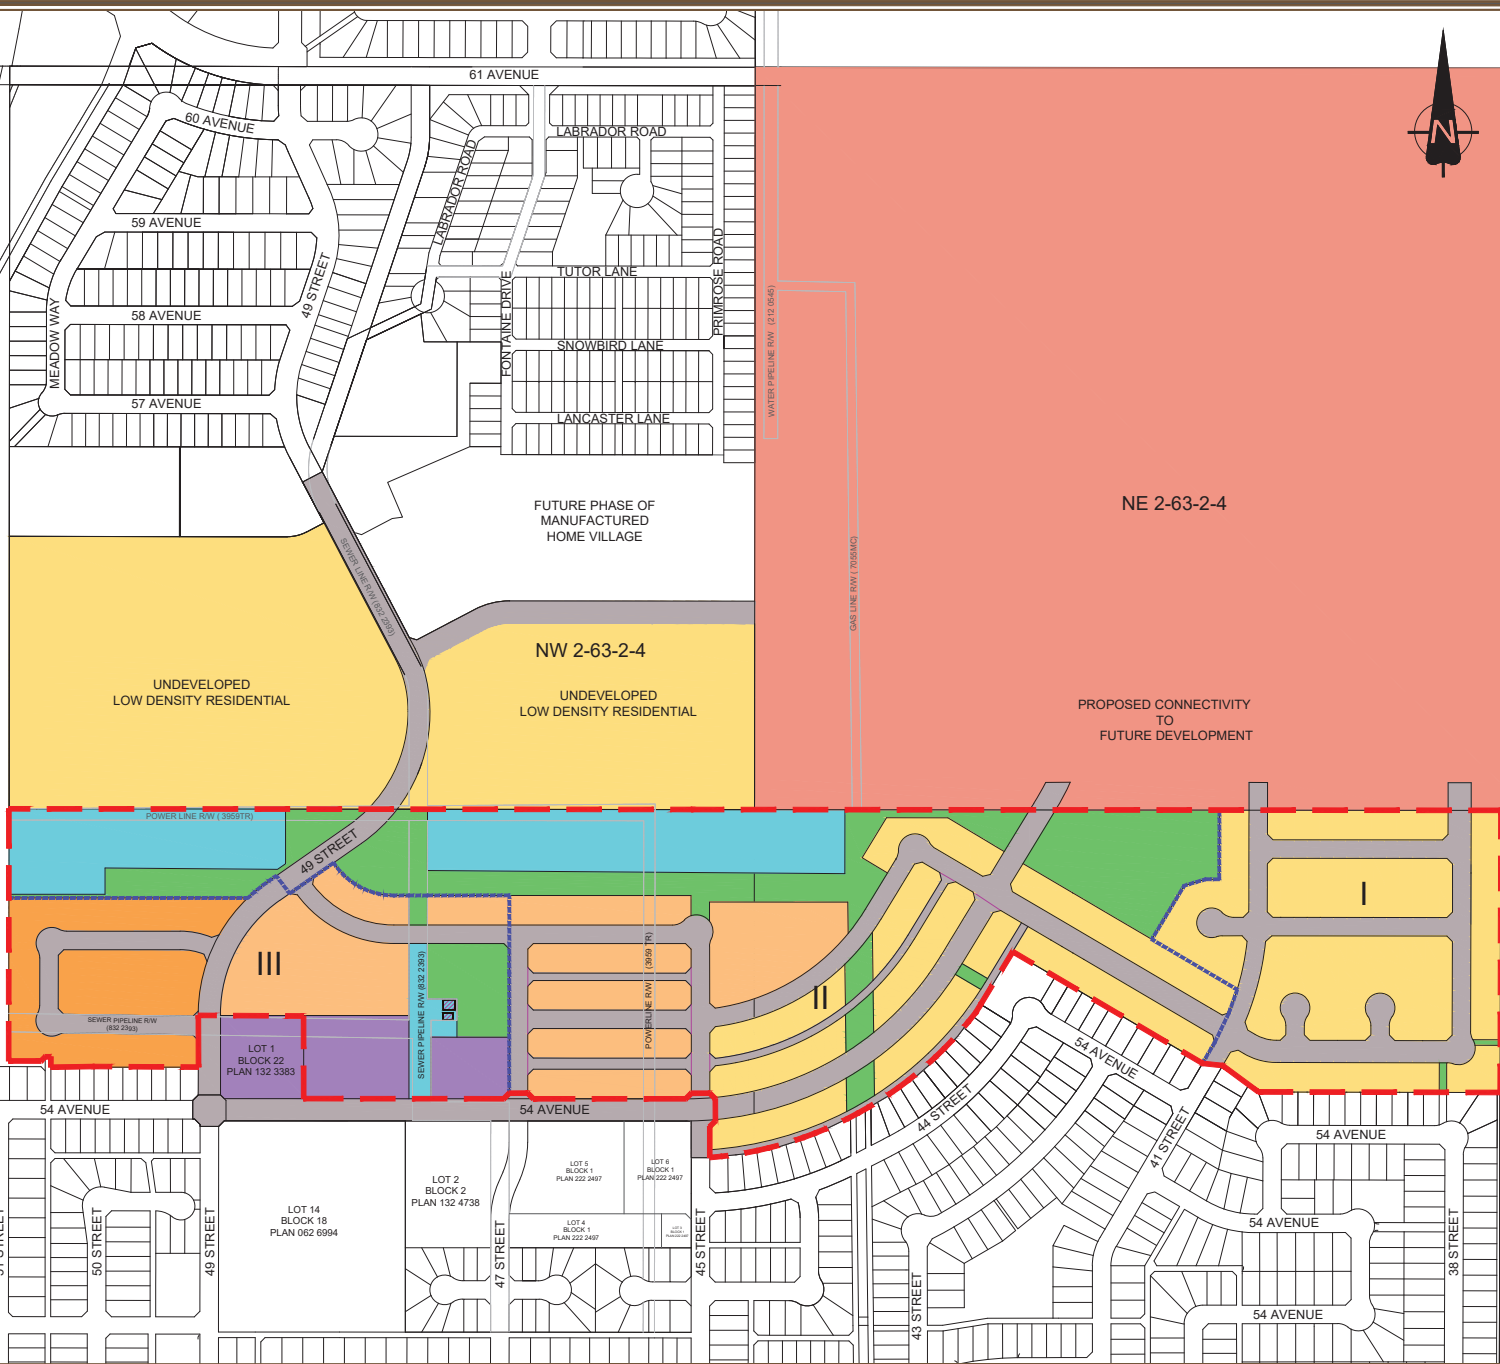 61 AVENUE
60 AVENUE
LABRADOR ROAD
LABRADOR ROAD
N
59 AVENUE
49 STREET
TUTOR LANE
PRIMROSE ROAD
FONTAINE DRIVE
MEADOW WAY
58 AVENUE
SNOWBIRD LANE
WATER PIPELINE R/W (212 0545)
57 AVENUE
LANCASTER LANE
FUTURE PHASE OF
MANUFACTURED
HOME VILLAGE
NE 2-63-2-4
SEWER LINE R/W (832 2393)
GAS LINE R/W ( 7055MC)
NW 2-63-2-4
UNDEVELOPED
LOW DENSITY RESIDENTIAL
UNDEVELOPED
LOW DENSITY RESIDENTIAL
PROPOSED CONNECTIVITY
TO
FUTURE DEVELOPMENT
POWER LINE R/W ( 3959TR)
49 STREET
I
III
II
SEWER PIPELINE R/W (832 2393)
POWERLINE R/W (3959 TR)
SEWER PIPELINE R/W
(832 2393)
LOT 1
BLOCK 22
PLAN 132 3383
54 AVENUE
54 AVENUE
54 AVENUE
44 STREET
41 STREET
54 AVENUE
LOT 5
BLOCK 1
PLAN 222 2497
LOT 6
BLOCK 1
PLAN 222 2497
LOT 2
BLOCK 2
PLAN 132 4738
LOT 14
BLOCK 18
PLAN 062 6994
LOT 4
BLOCK 1
PLAN 222 2497
54 AVENUE
50 STREET
49 STREET
47 STREET
45 STREET
43 STREET
38 STREET
54 AVENUE